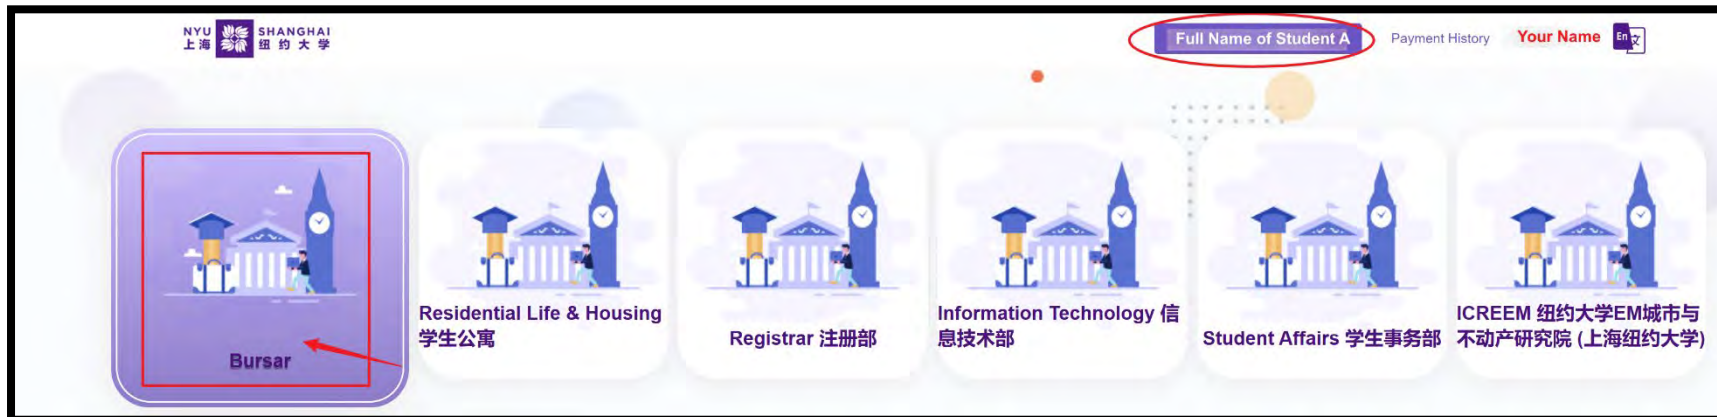 NYU SHANGHAI
上海 纽约大学
Full Name of Student A
Payment History
Your Name
En 文
Bursar
Residential Life & Housing
学生公寓
Registrar 注册部
Information Technology 信
息技术部
Student Affairs 学生事务部
ICREEM 纽约大学EM城市与
不动产研究院 (上海纽约大学)